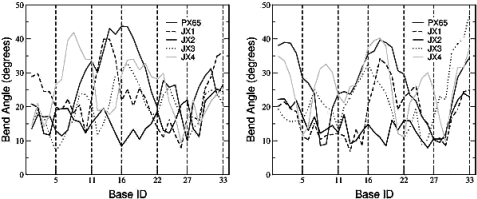 50
40
30
20
10
0
Bend Angle (degrees)
PX65
JX1
JX2
JX3
JX4
5 11 16 22 27 33
Base ID
50
40
30
20
10
0
Bend Angle (degrees)
PX65
JX1
JX2
JX3
JX4
5 11 16 22 27 33
Base ID